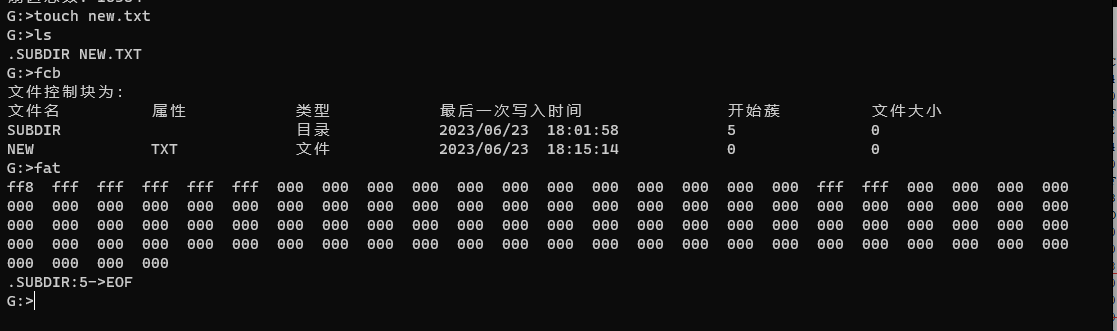 G:>touch new.txt
G:>ls
.SUBDIR NEW.TXT
G:>fcb
文件控制块为:
文件名 属性 类型 最后一次写入时间 开始蔟 文件大小
SUBDIR 目录 2023/06/23 18:01:58 5 0
NEW TXT 文件 2023/06/23 18:15:14 0 0
G:>fat
ff8 fff fff fff fff fff 000 000 000 000 000 000 000 000 000 000 000 000 fff fff 000 000 000 000
000 000 000 000 000 000 000 000 000 000 000 000 000 000 000 000 000 000 000 000 000 000 000 000
000 000 000 000 000 000 000 000 000 000 000 000 000 000 000 000 000 000 000 000 000 000 000 000
000 000 000 000 000 000 000 000 000 000 000 000 000 000 000 000 000 000 000 000 000 000 000 000
000 000 000 000
.SUBDIR:5->EOF
G:>